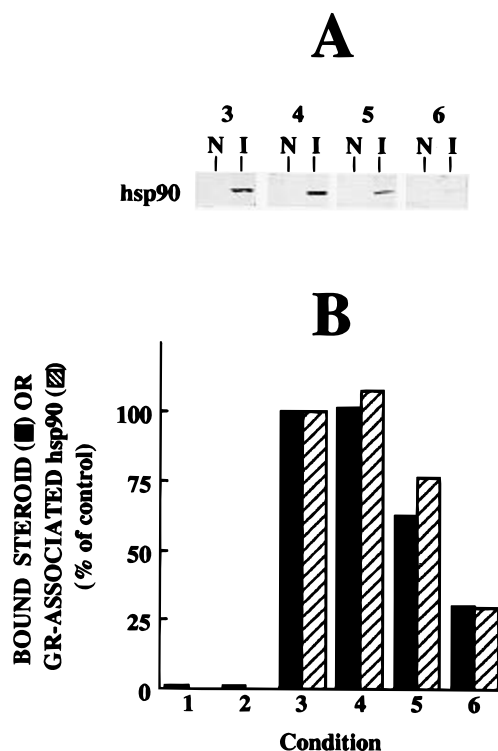 A
3 4 5 6
N I N I N I N I
hsp90
B
BOUND STEROID (■) OR
GR-ASSOCIATED hsp90 (▨)
(% of control)
100
75
50
25
0
1 2 3 4 5 6
Condition